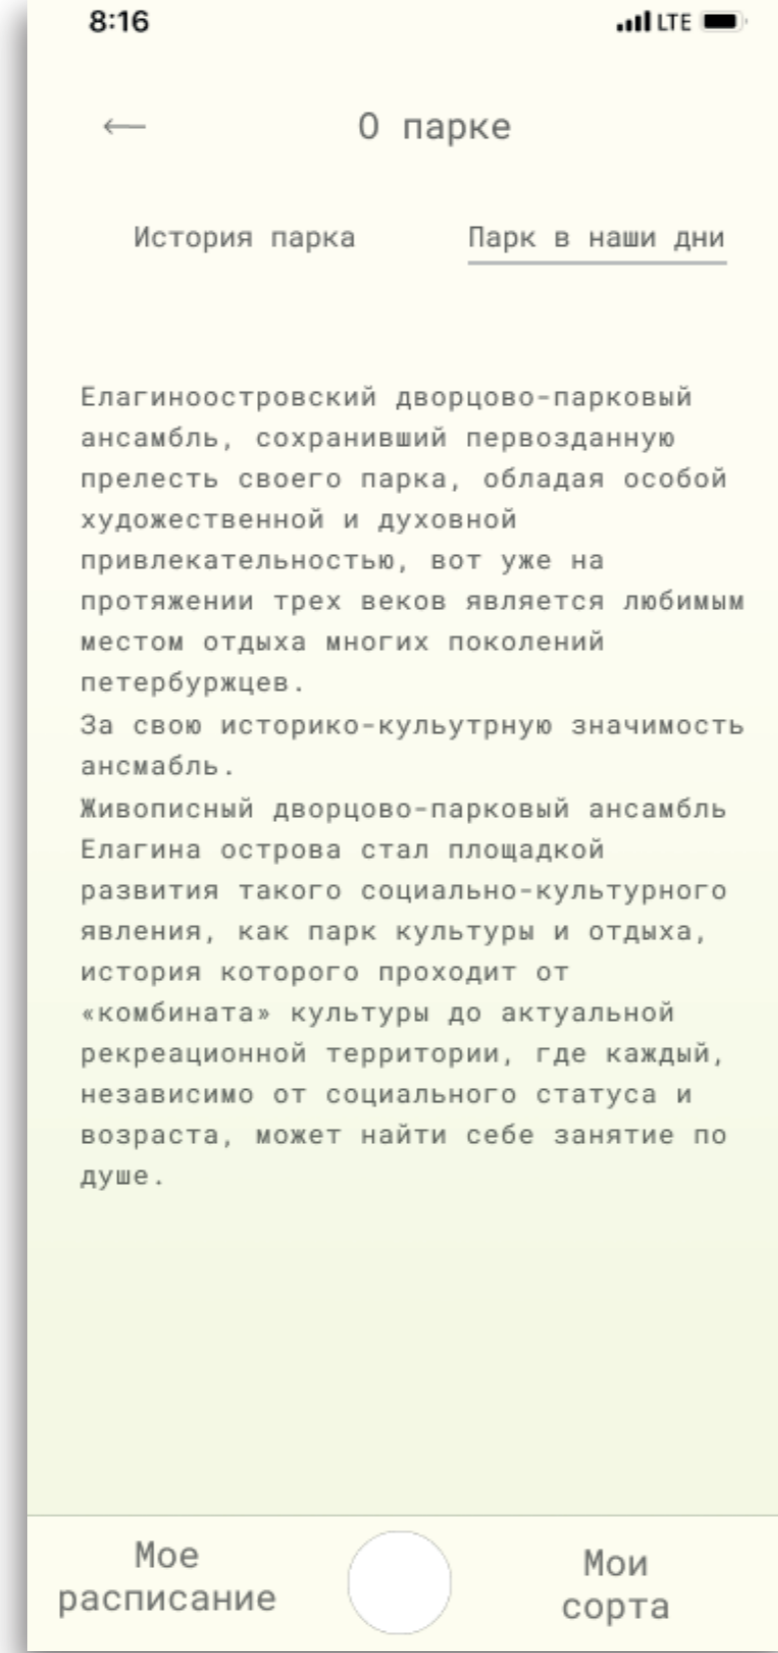 8:16
LTE
О парке
История парка
Парк в наши дни
Елагиноостровский дворцово-парковый
ансамбль, сохранивший первозданную
прелесть своего парка, обладая особой
художественной и духовной
привлекательностью, вот уже на
протяжении трех веков является любимым
местом отдыха многих поколений
петербуржцев.
За свою историко-кульутрную значимость
ансмабль.
Живописный дворцово-парковый ансамбль
Елагина острова стал площадкой
развития такого социально-культурного
явления, как парк культуры и отдыха,
история которого проходит от
«комбината» культуры до актуальной
рекреационной территории, где каждый,
независимо от социального статуса и
возраста, может найти себе занятие по
душе.
Мое
расписание
Мои
сорта